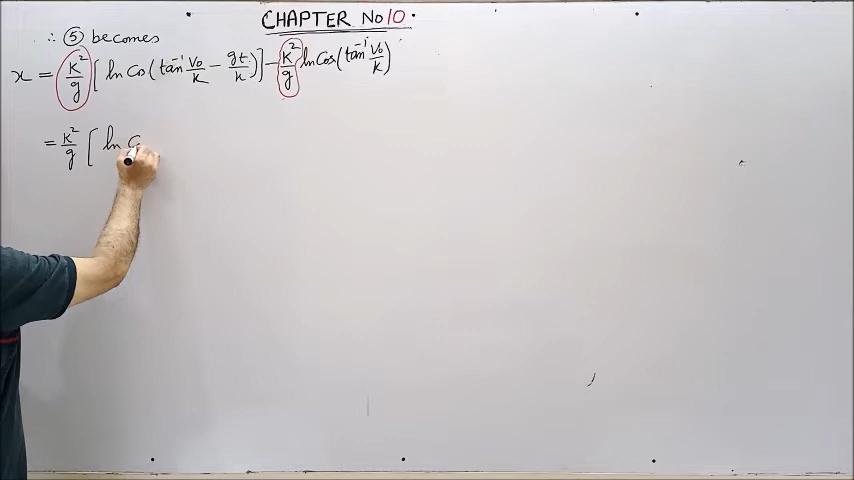 CHAPTER No 10.
∴ ⑤ becomes
x = K²/g [ ln Cos ( tan⁻¹ V₀/k − gt/k ) ] − K²/g ln Cos ( tan⁻¹ V₀/k )
= K²/g [ ln C